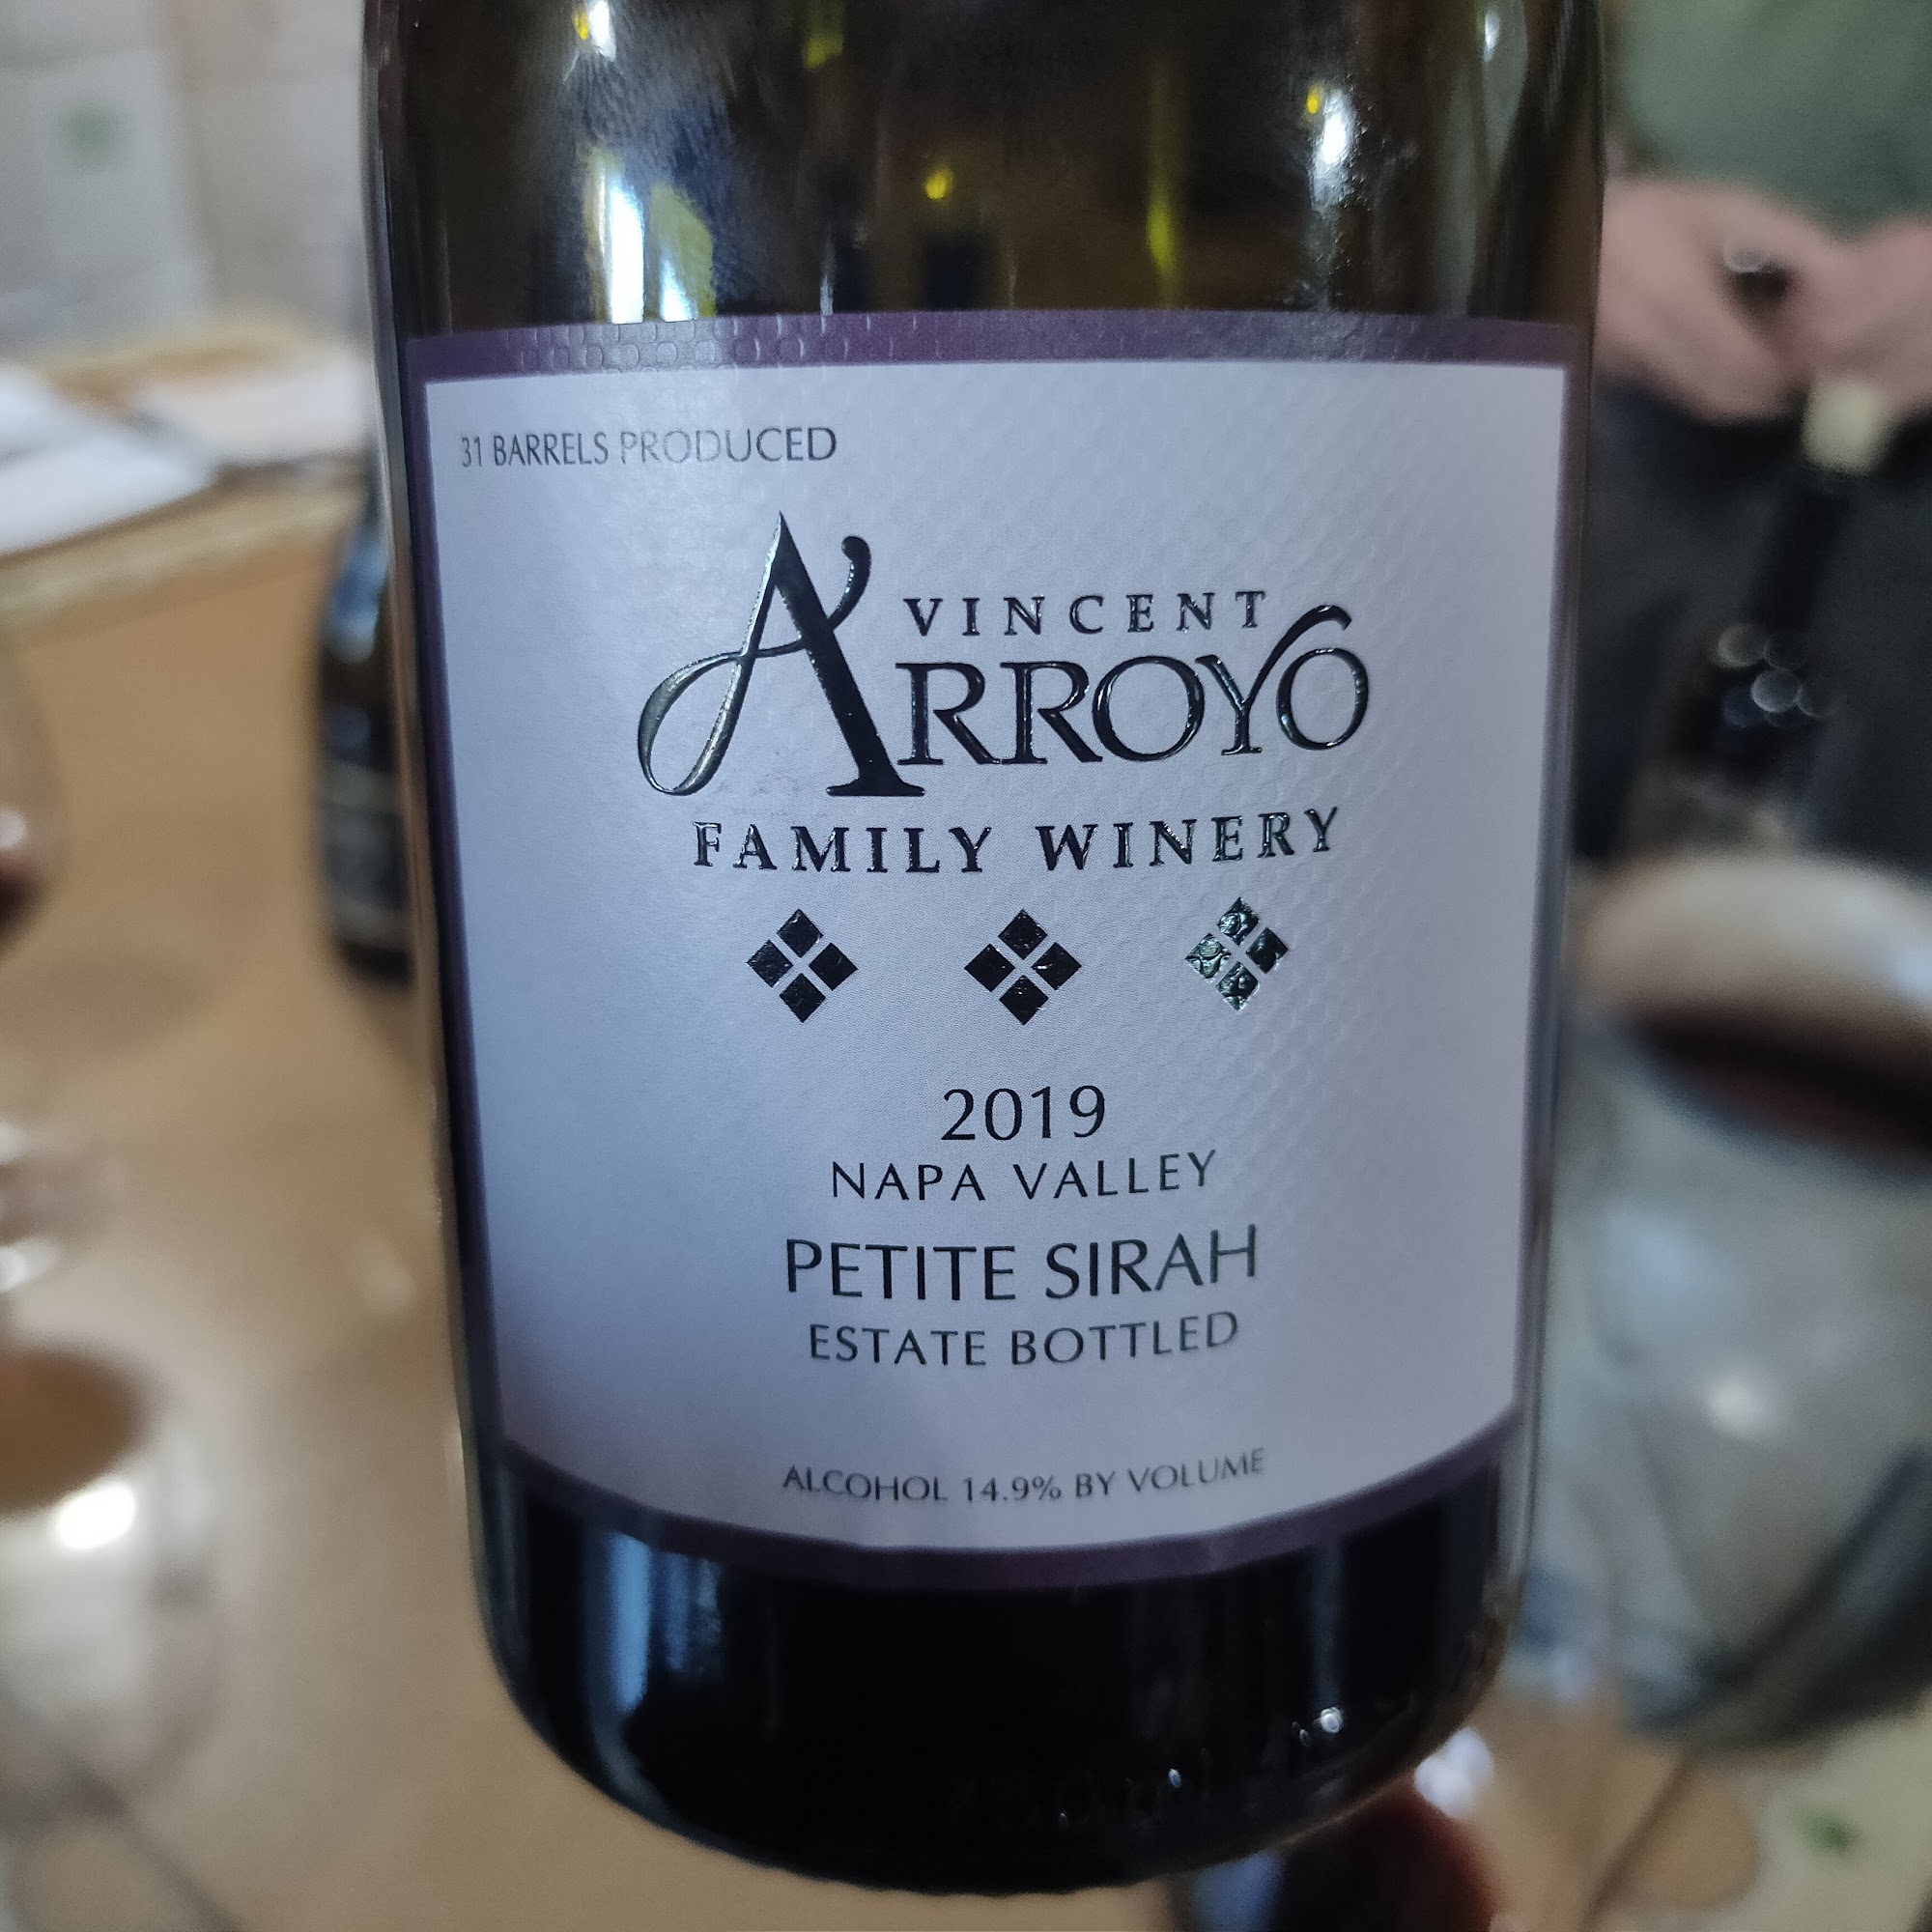 31 BARRELS PRODUCED
VINCENT
ARROYO
FAMILY WINERY
2019
NAPA VALLEY
PETITE SIRAH
ESTATE BOTTLED
ALCOHOL 14.9% BY VOLUME